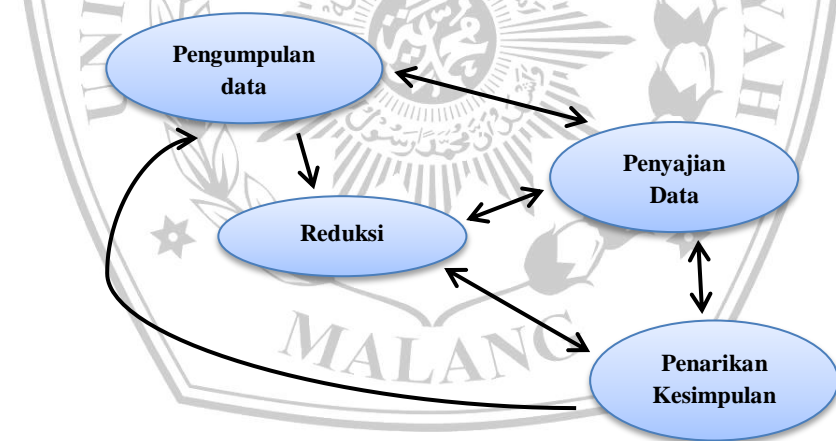 Pengumpulan
data
Penyajian
Data
Reduksi
Penarikan
Kesimpulan
MALANG